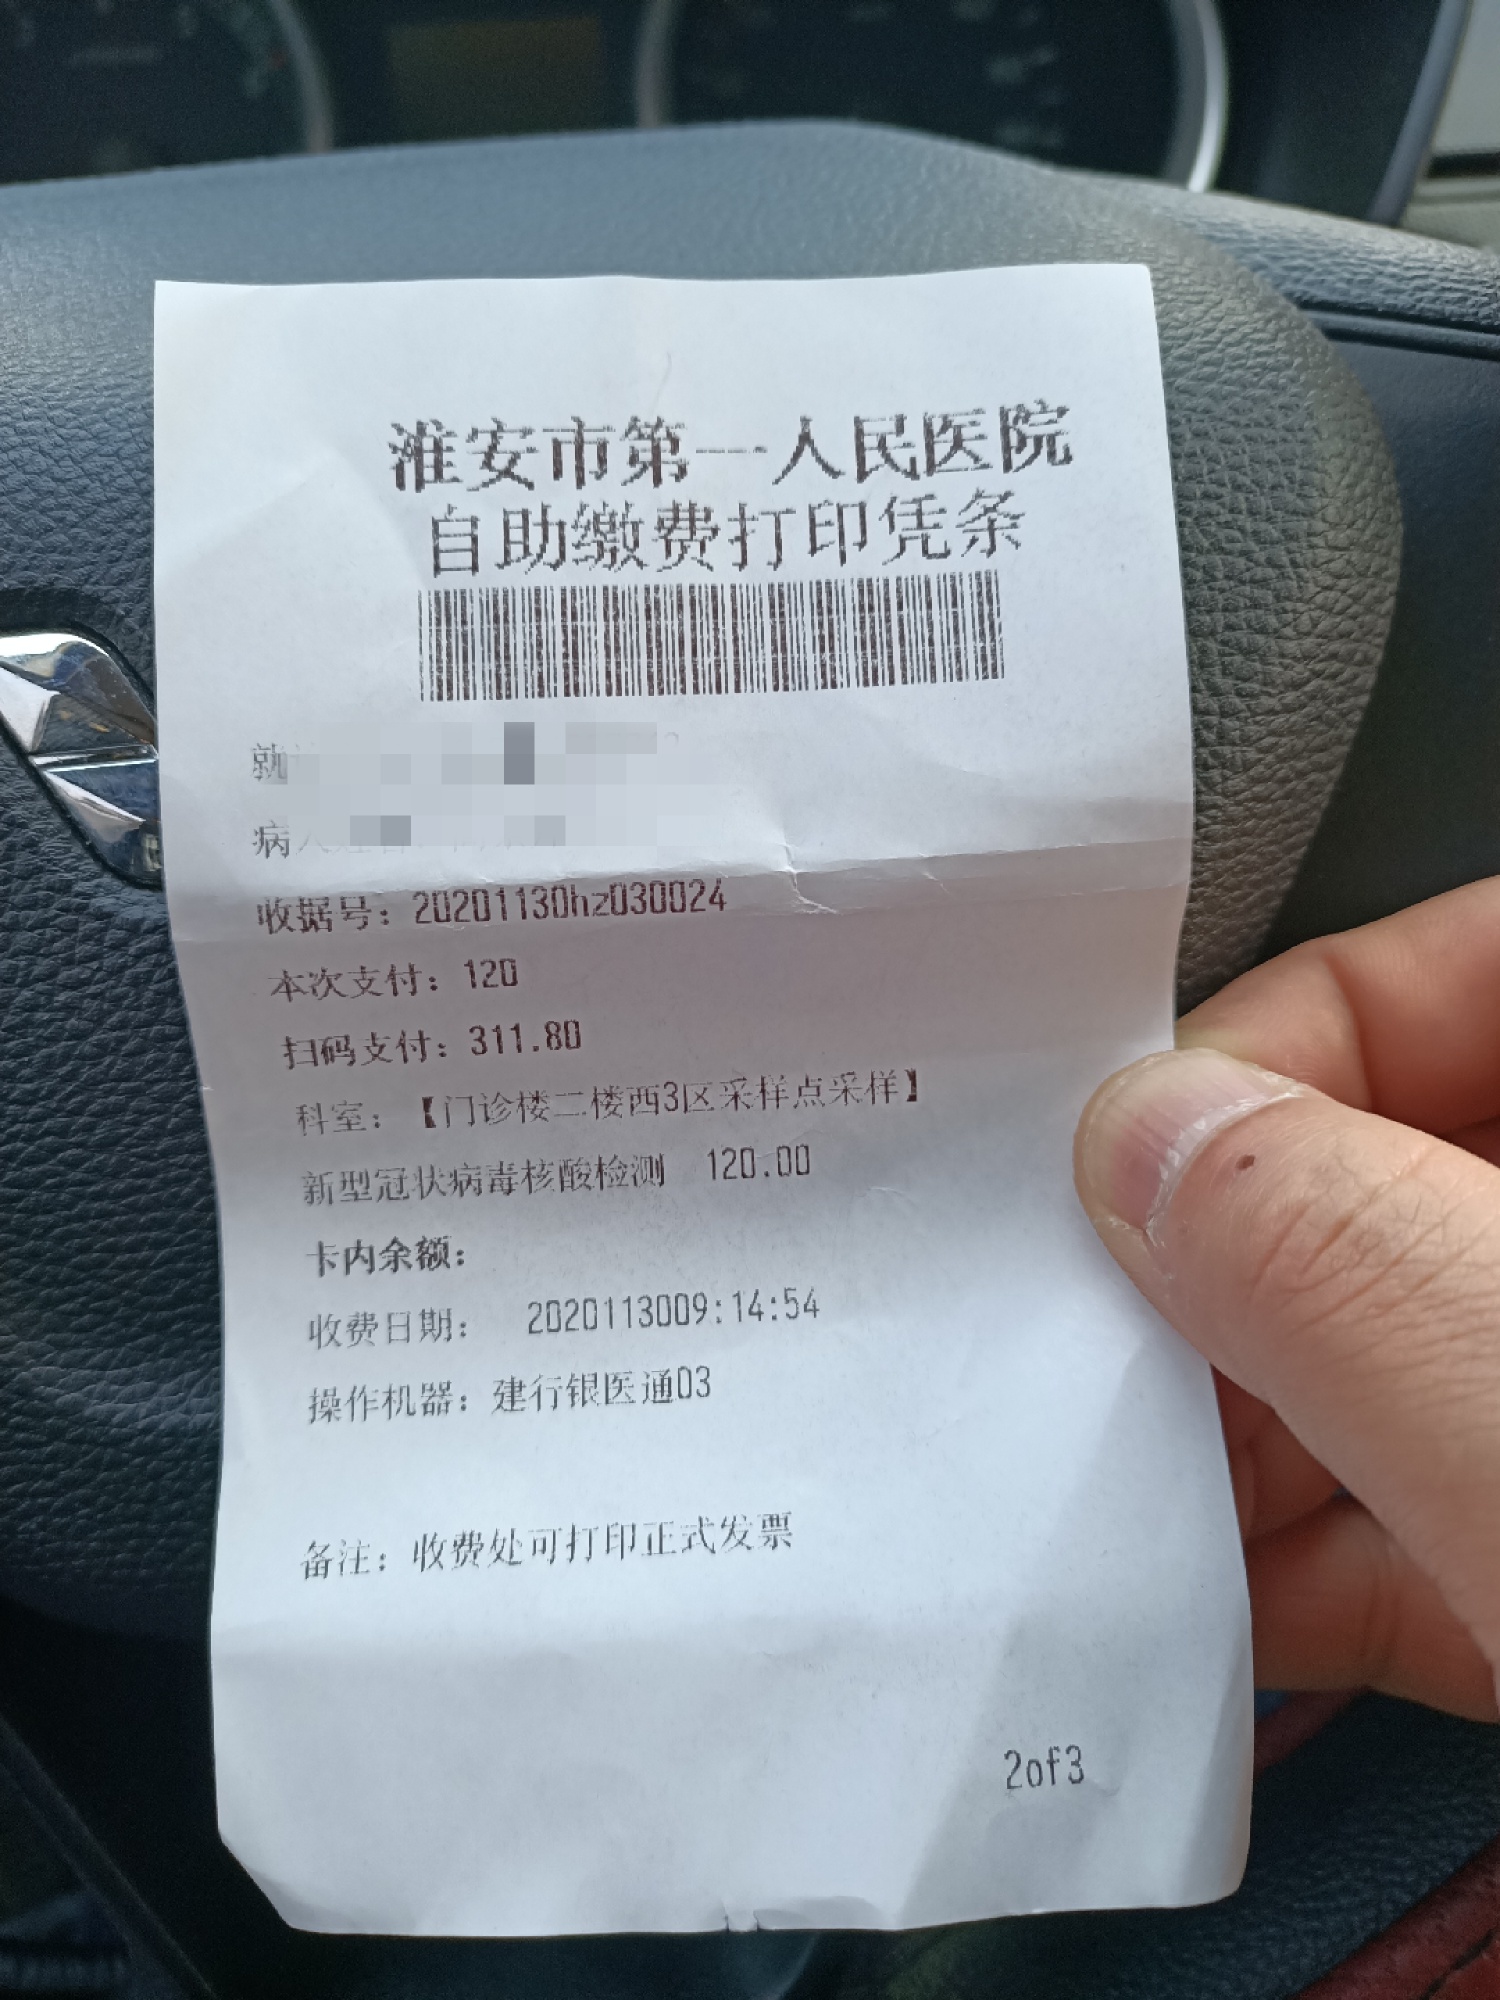 淮安市第一人民医院
自助缴费打印凭条
就
病人
收据号：20201130hz030024
本次支付：120
扫码支付：311.80
科室：【门诊楼二楼西3区采样点采样】
新型冠状病毒核酸检测 120.00
卡内余额：
收费日期： 2020113009:14:54
操作机器：建行银医通03
备注：收费处可打印正式发票
2of3